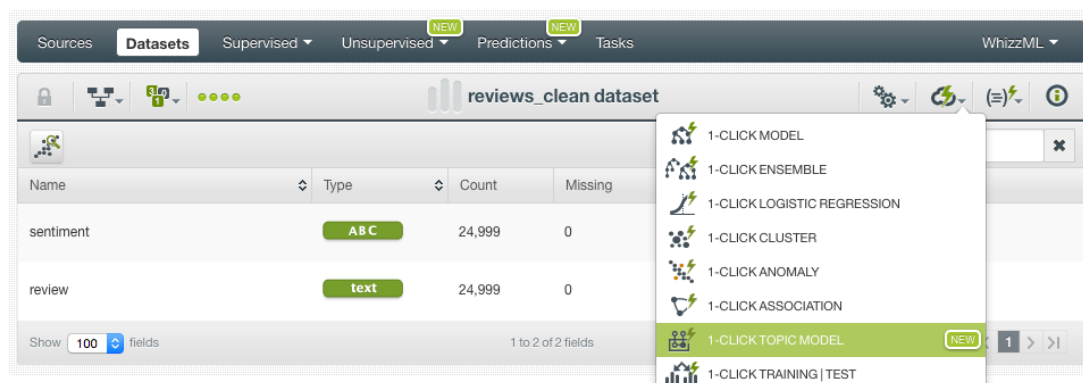 NEW NEW
Sources Datasets Supervised Unsupervised Predictions Tasks WhizzML
reviews_clean dataset
1-CLICK MODEL
1-CLICK ENSEMBLE
Name Type Count Missing
1-CLICK LOGISTIC REGRESSION
sentiment ABC 24,999 0
1-CLICK CLUSTER
1-CLICK ANOMALY
review text 24,999 0
1-CLICK ASSOCIATION
Show 100 fields 1 to 2 of 2 fields
1-CLICK TOPIC MODEL NEW 1
1-CLICK TRAINING | TEST